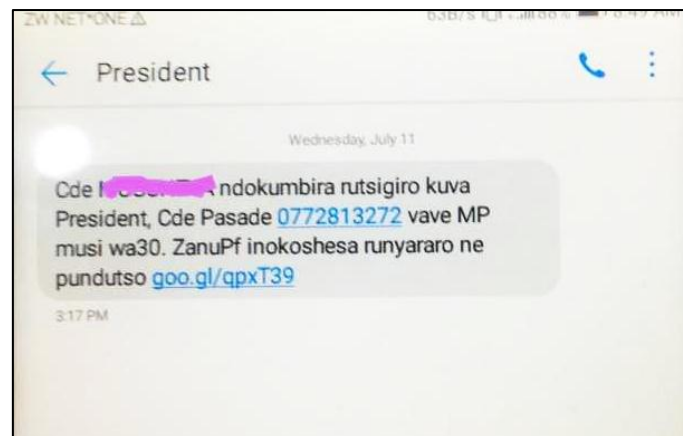 ZW NET*ONE
President
Wednesday, July 11
Cde ndokumbira rutsigiro kuva
President, Cde Pasade 0772813272 vave MP
musi wa30. ZanuPf inokoshesa runyararo ne
pundutso goo.gl/qpxT39
3:17 PM